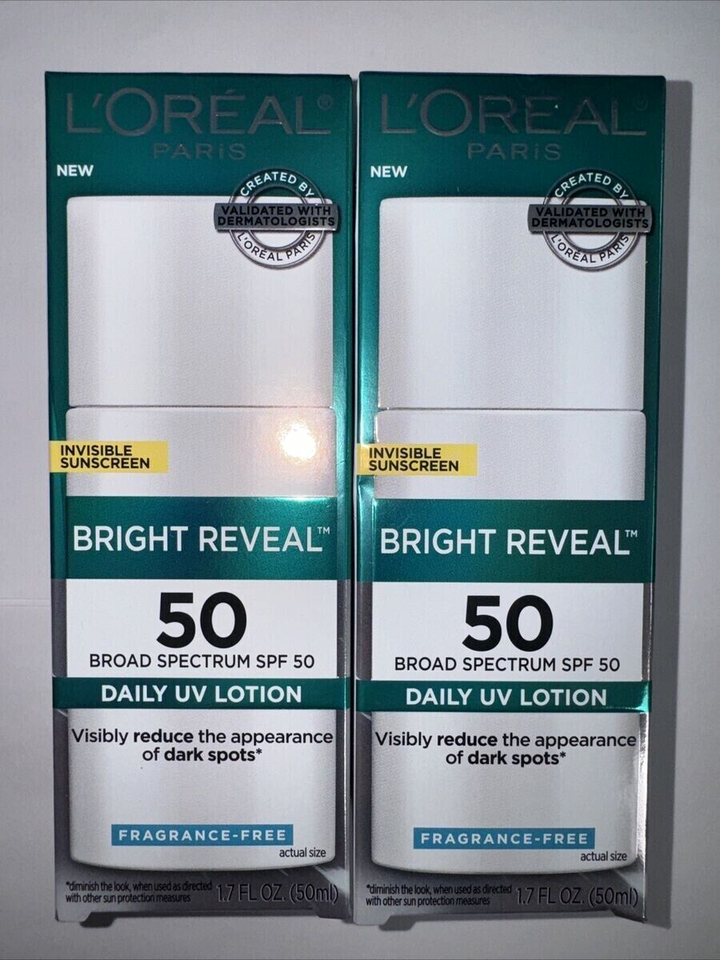 L'ORÉAL®
PARiS
NEW
CREATED BY
VALIDATED WITH
DERMATOLOGISTS
L'ORÉAL PARIS
INVISIBLE
SUNSCREEN
BRIGHT REVEAL™
50
BROAD SPECTRUM SPF 50
DAILY UV LOTION
Visibly reduce the appearance
of dark spots*
FRAGRANCE-FREE
actual size
*diminish the look, when used as directed
with other sun protection measures
1.7 FL OZ. (50ml)
L'ORÉAL®
PARiS
NEW
CREATED BY
VALIDATED WITH
DERMATOLOGISTS
L'ORÉAL PARIS
INVISIBLE
SUNSCREEN
BRIGHT REVEAL™
50
BROAD SPECTRUM SPF 50
DAILY UV LOTION
Visibly reduce the appearance
of dark spots*
FRAGRANCE-FREE
actual size
*diminish the look, when used as directed
with other sun protection measures
1.7 FL OZ. (50ml)